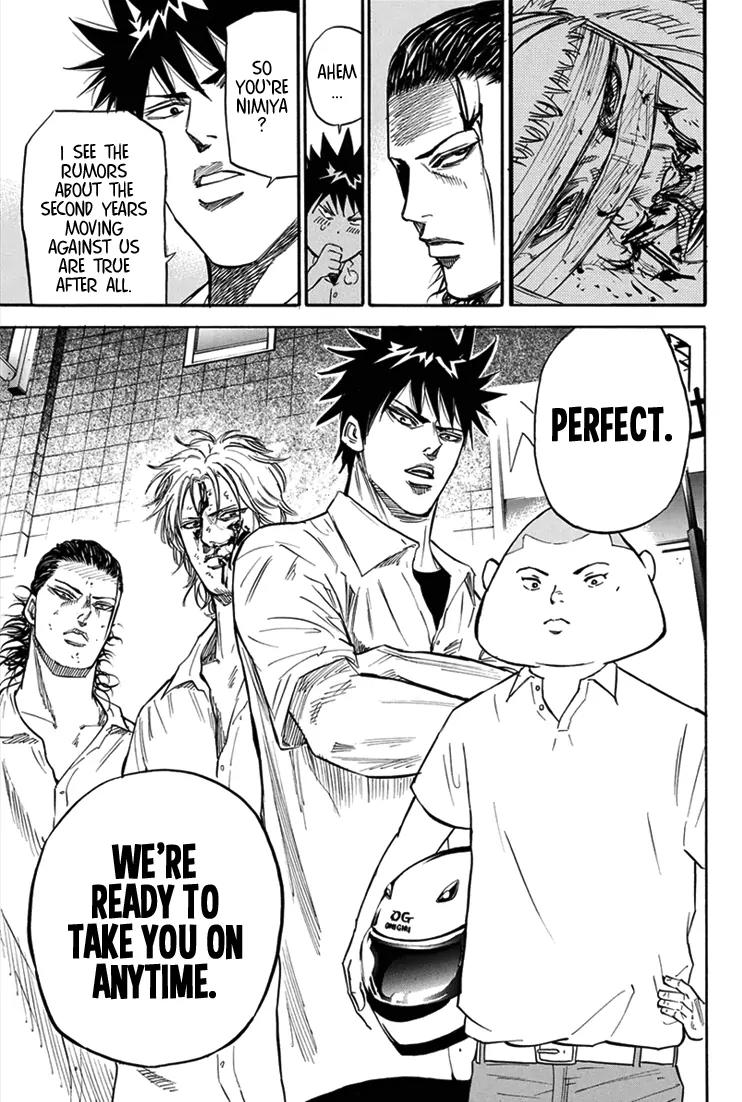 AHEM
...
SO
YOU'RE
NIMIYA
?
I SEE THE
RUMORS
ABOUT THE
SECOND YEARS
MOVING
AGAINST US
ARE TRUE
AFTER ALL.
PERFECT.
WE'RE
READY TO
TAKE YOU ON
ANYTIME.
OG